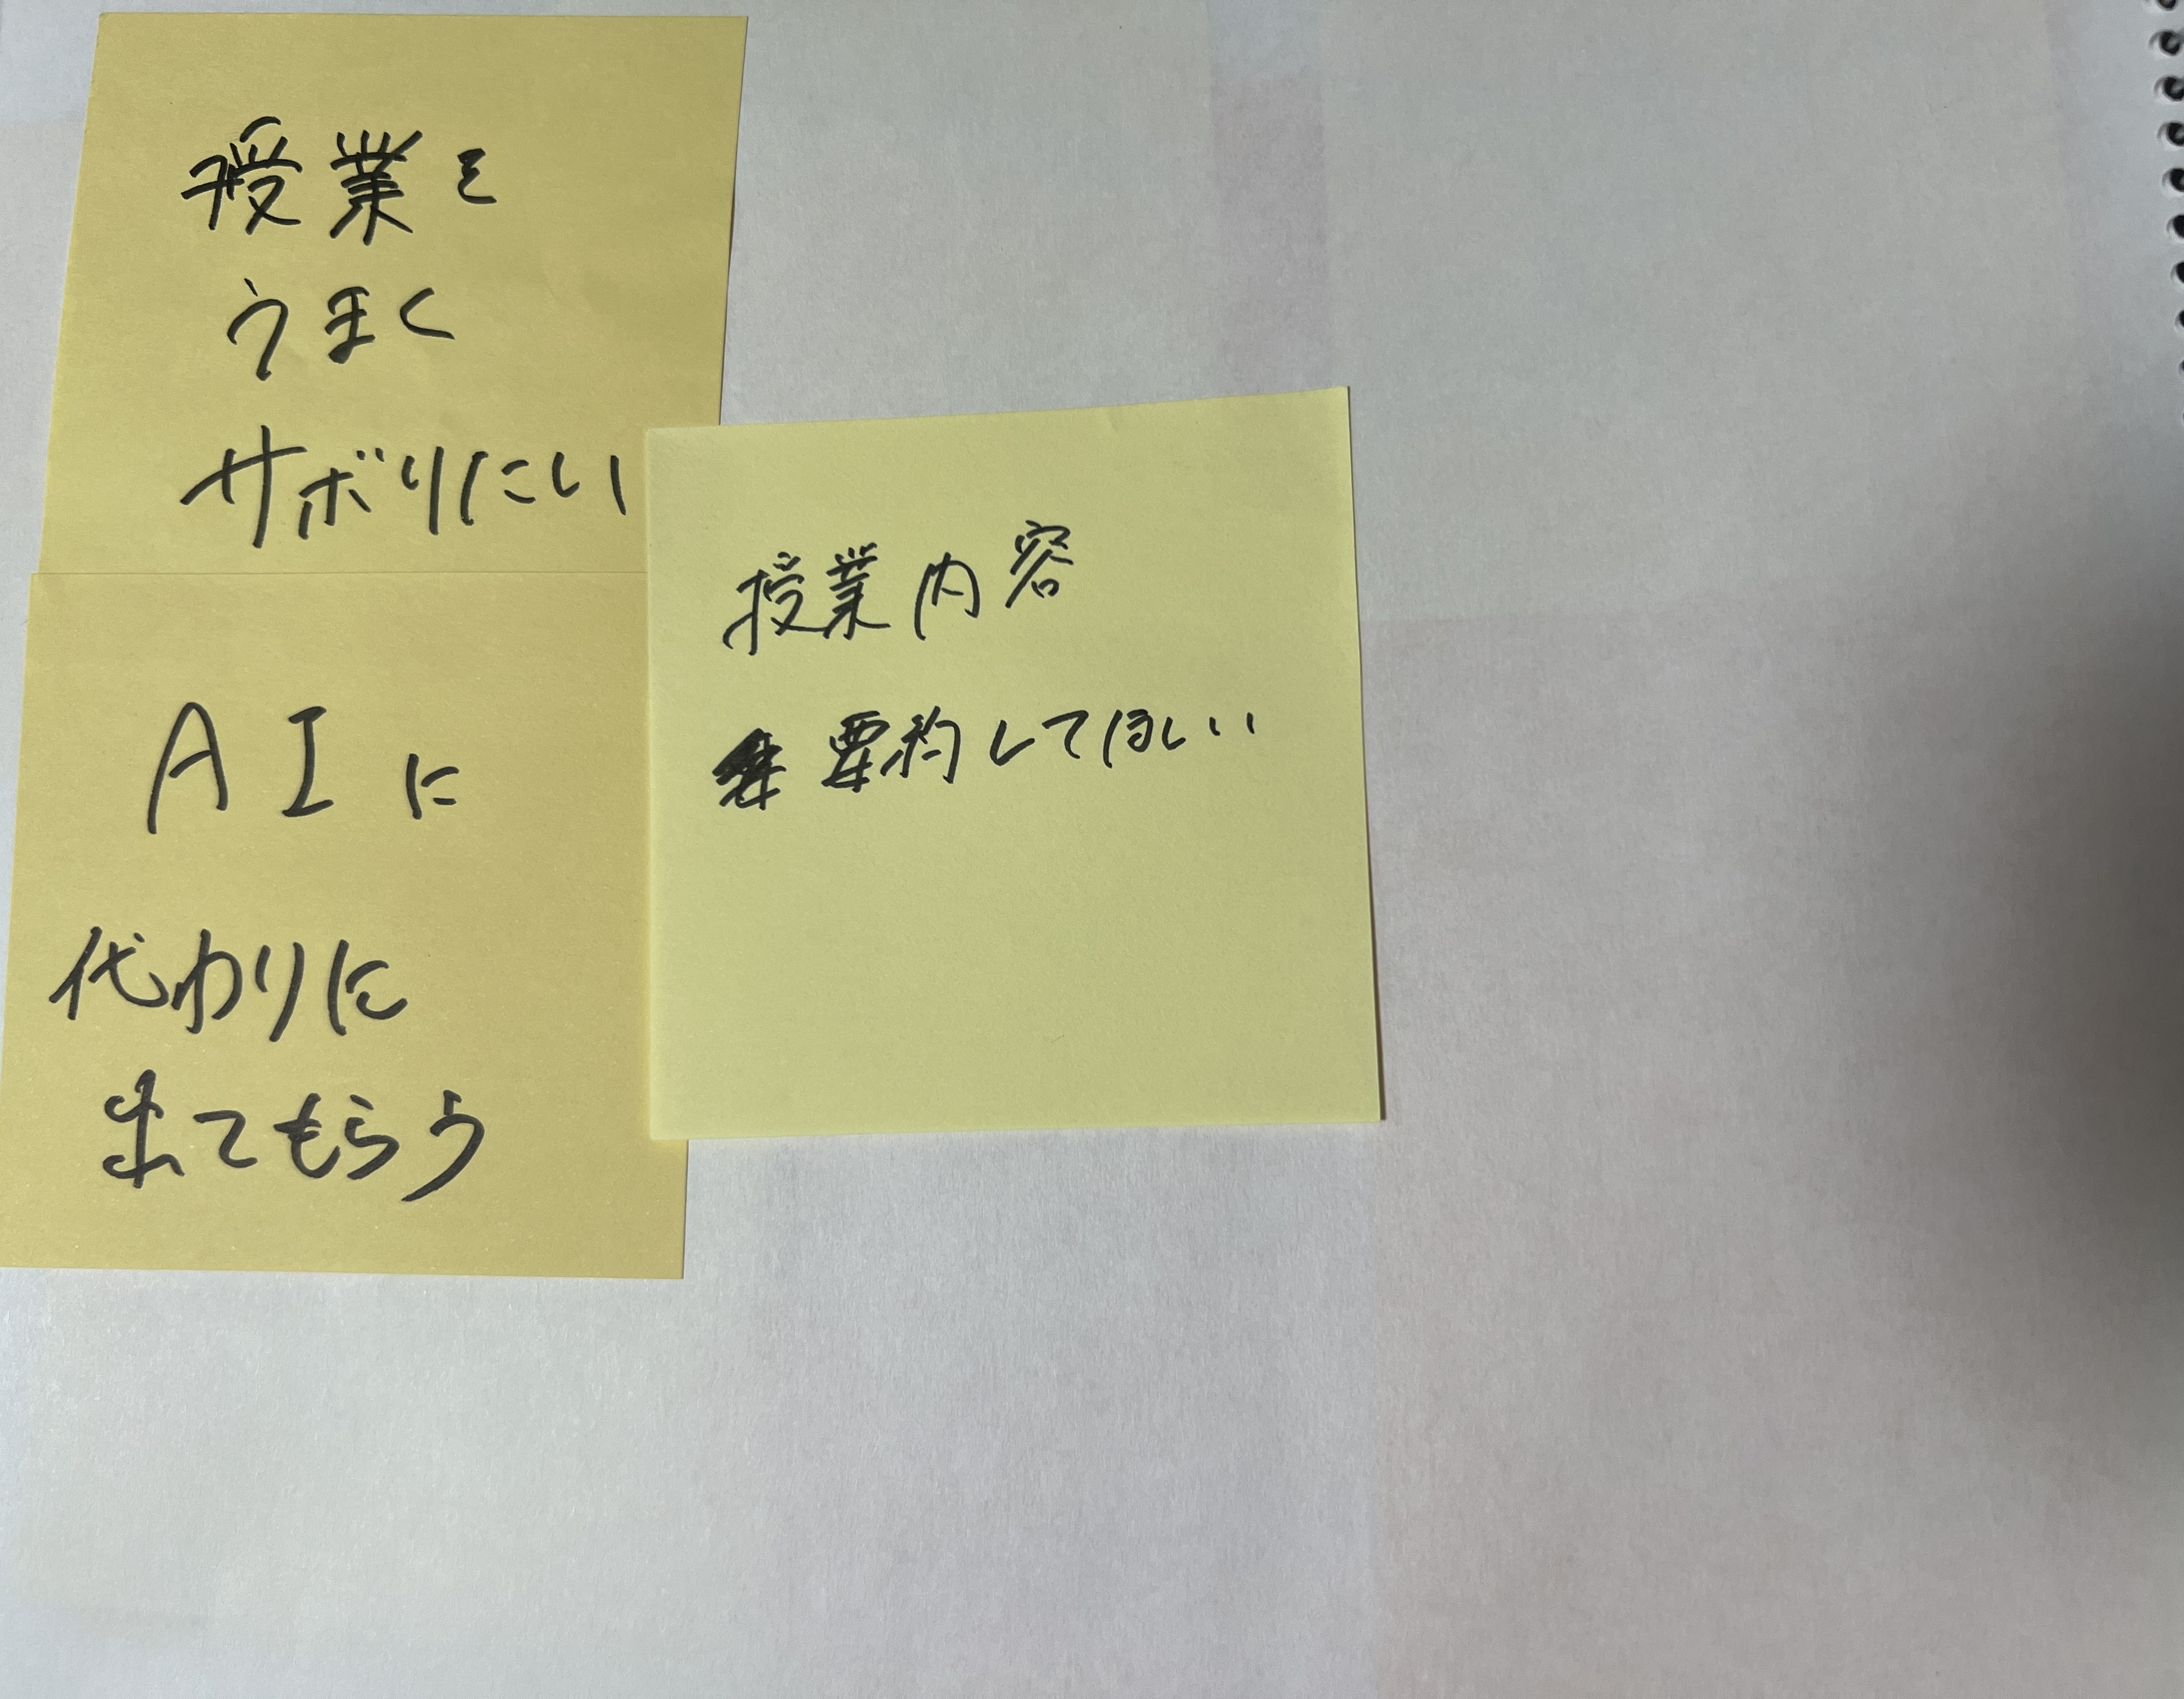 授業を
うまく
サボりたい
AIに
代わりに
出てもらう
授業内容
要約してほしい